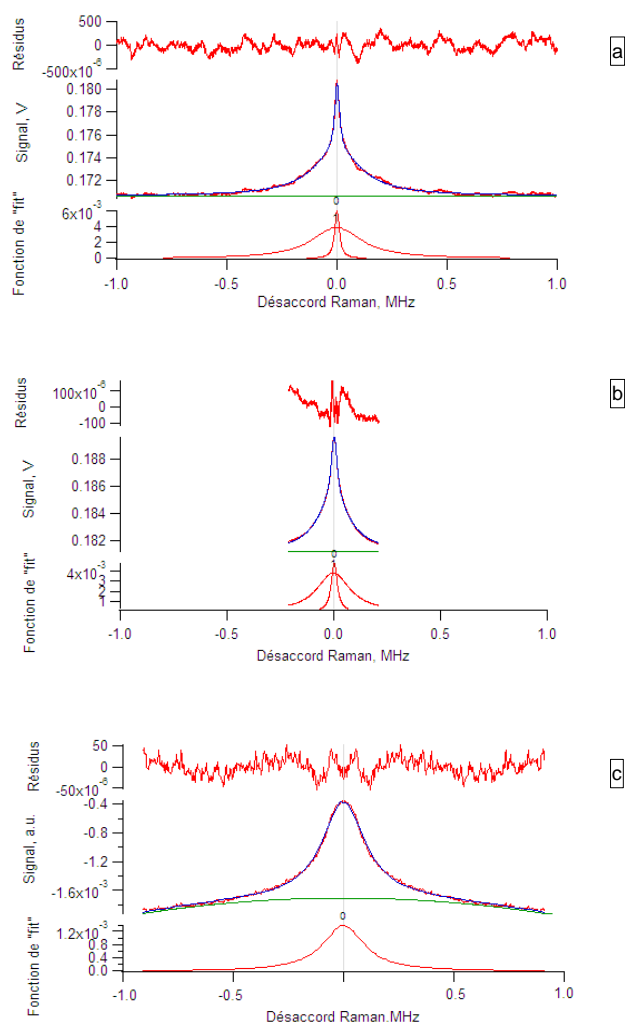 a
Résidus
500
0
-500x10-6
Signal, V
0.180
0.178
0.176
0.174
0.172
0
Fonction de "fit"
6x10-3
4
2
0
-1.0 -0.5 0.0 0.5 1.0
Désaccord Raman, MHz
b
Résidus
100x10-6
0
-100
Signal, V
0.188
0.186
0.184
0.182
0
1
Fonction de "fit"
4x10-3
3
2
1
-1.0 -0.5 0.0 0.5 1.0
Désaccord Raman, MHz
c
Résidus
50
0
-50x10-6
Signal, a.u.
-0.4
-0.8
-1.2
-1.6x10-3
0
Fonction de "fit"
1.2x10-3
0.8
0.4
0.0
-1.0 -0.5 0.0 0.5 1.0
Désaccord Raman.MHz